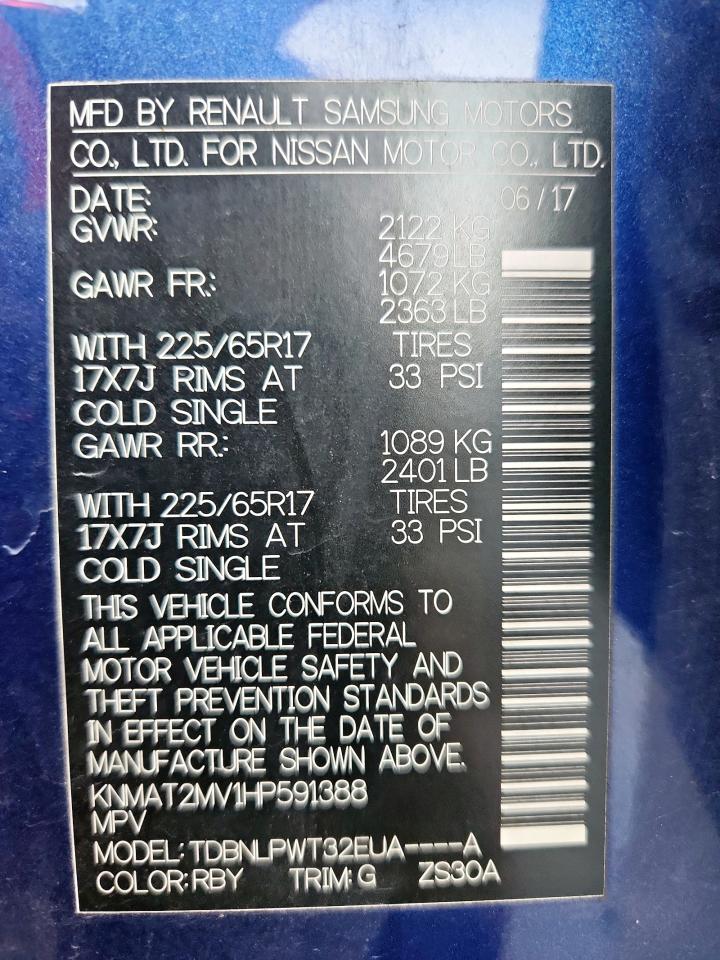 MFD BY RENAULT SAMSUNG MOTORS
CO., LTD. FOR NISSAN MOTOR CO., LTD.
DATE: 06 / 17
GVWR: 2122 KG
4679 LB
GAWR FR.: 1072 KG
2363 LB
WITH 225/65R17 TIRES
17X7J RIMS AT 33 PSI
COLD SINGLE
GAWR RR.: 1089 KG
2401 LB
WITH 225/65R17 TIRES
17X7J RIMS AT 33 PSI
COLD SINGLE
THIS VEHICLE CONFORMS TO
ALL APPLICABLE FEDERAL
MOTOR VEHICLE SAFETY AND
THEFT PREVENTION STANDARDS
IN EFFECT ON THE DATE OF
MANUFACTURE SHOWN ABOVE.
KNMAT2MV1HP591388
MPV
MODEL: TDBNLPWT32EUA----A
COLOR: RBY TRIM: G ZS30A